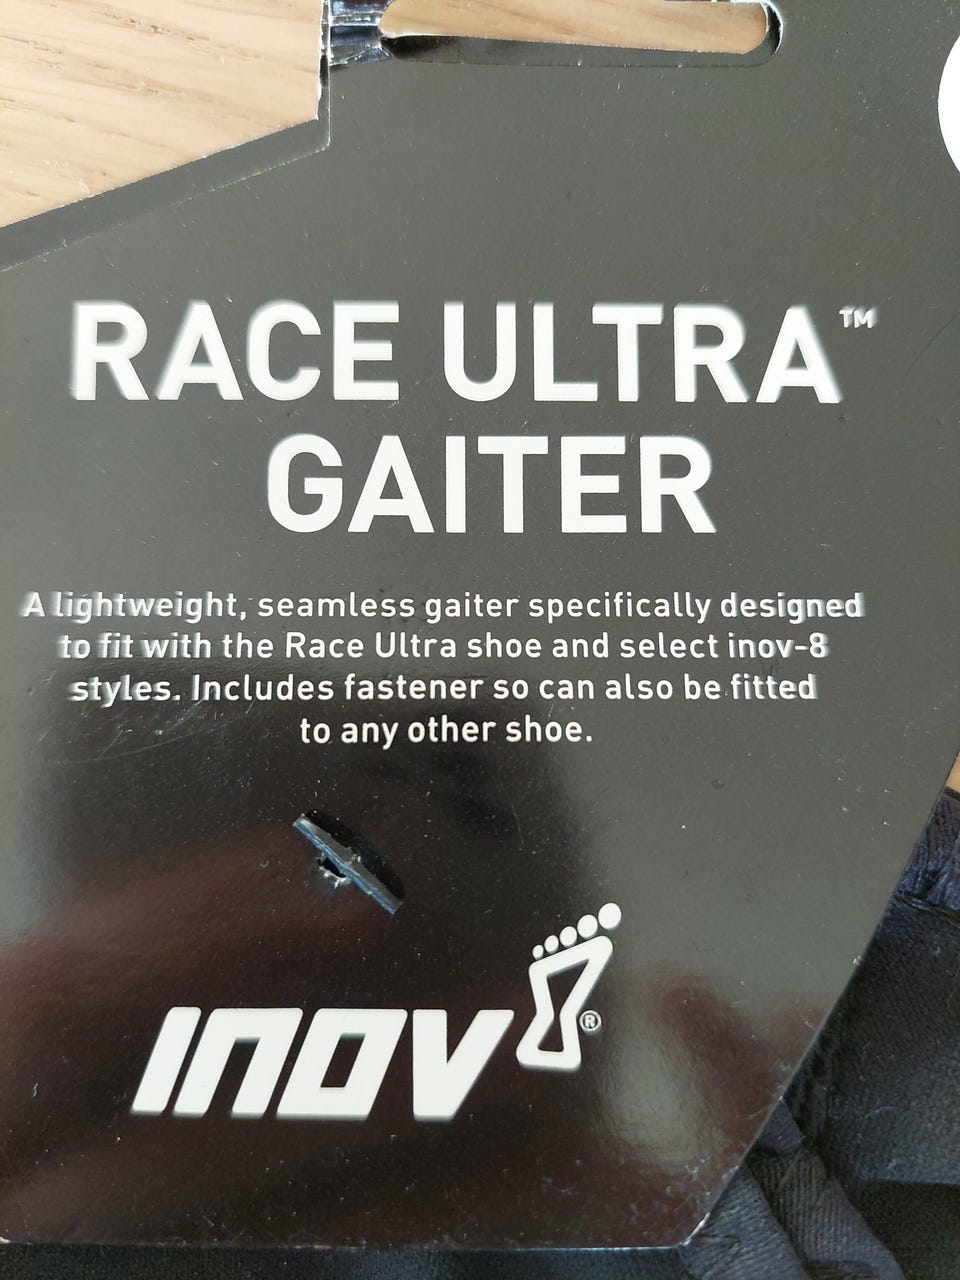 RACE ULTRA™
GAITER
A lightweight, seamless gaiter specifically designed
to fit with the Race Ultra shoe and select inov-8
styles. Includes fastener so can also be fitted
to any other shoe.
INOV ®